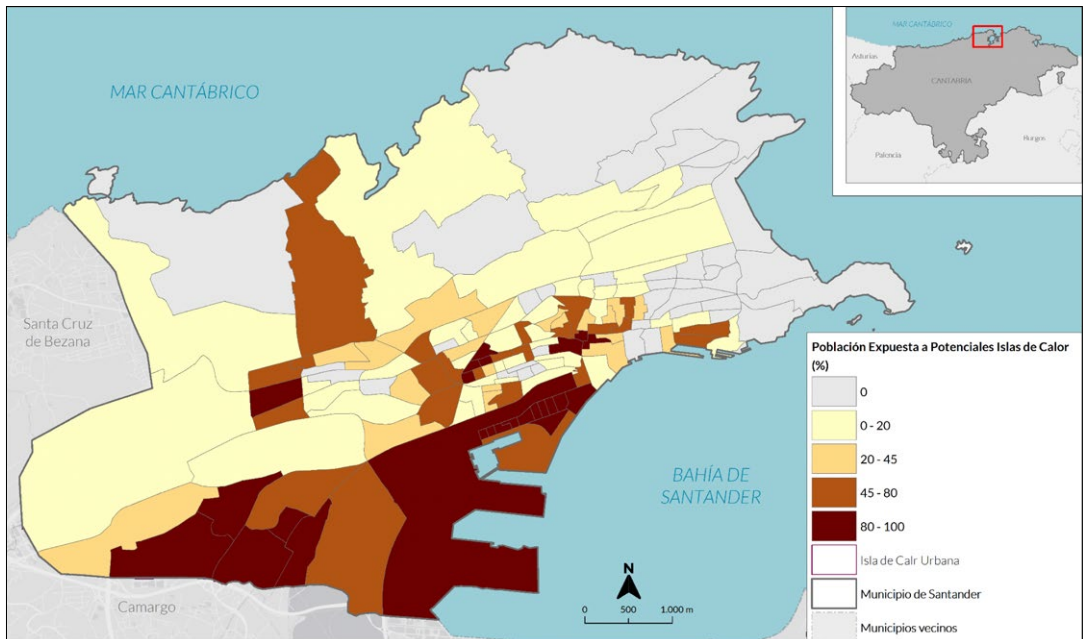 MAR CANTÁBRICO
Asturias
CANTABRIA
Palencia
Burgos
MAR CANTÁBRICO
Santa Cruz
de Bezana
BAHÍA DE
SANTANDER
Camargo
N
0 500 1.000 m
Población Expuesta a Potenciales Islas de Calor
(%)
0
0 - 20
20 - 45
45 - 80
80 - 100
Isla de Calr Urbana
Municipio de Santander
Municipios vecinos